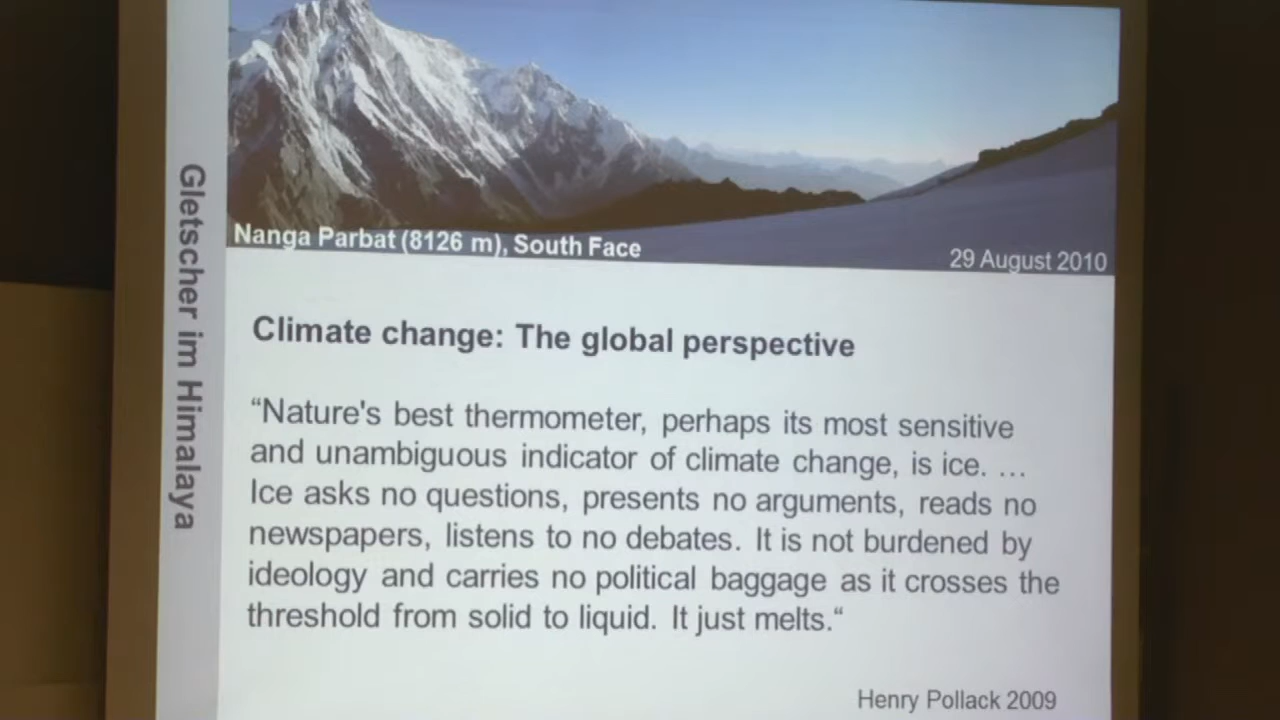 Gletscher im Himalaya
Nanga Parbat (8126 m), South Face
29 August 2010
Climate change: The global perspective
“Nature's best thermometer, perhaps its most sensitive
and unambiguous indicator of climate change, is ice. …
Ice asks no questions, presents no arguments, reads no
newspapers, listens to no debates. It is not burdened by
ideology and carries no political baggage as it crosses the
threshold from solid to liquid. It just melts.“
Henry Pollack 2009